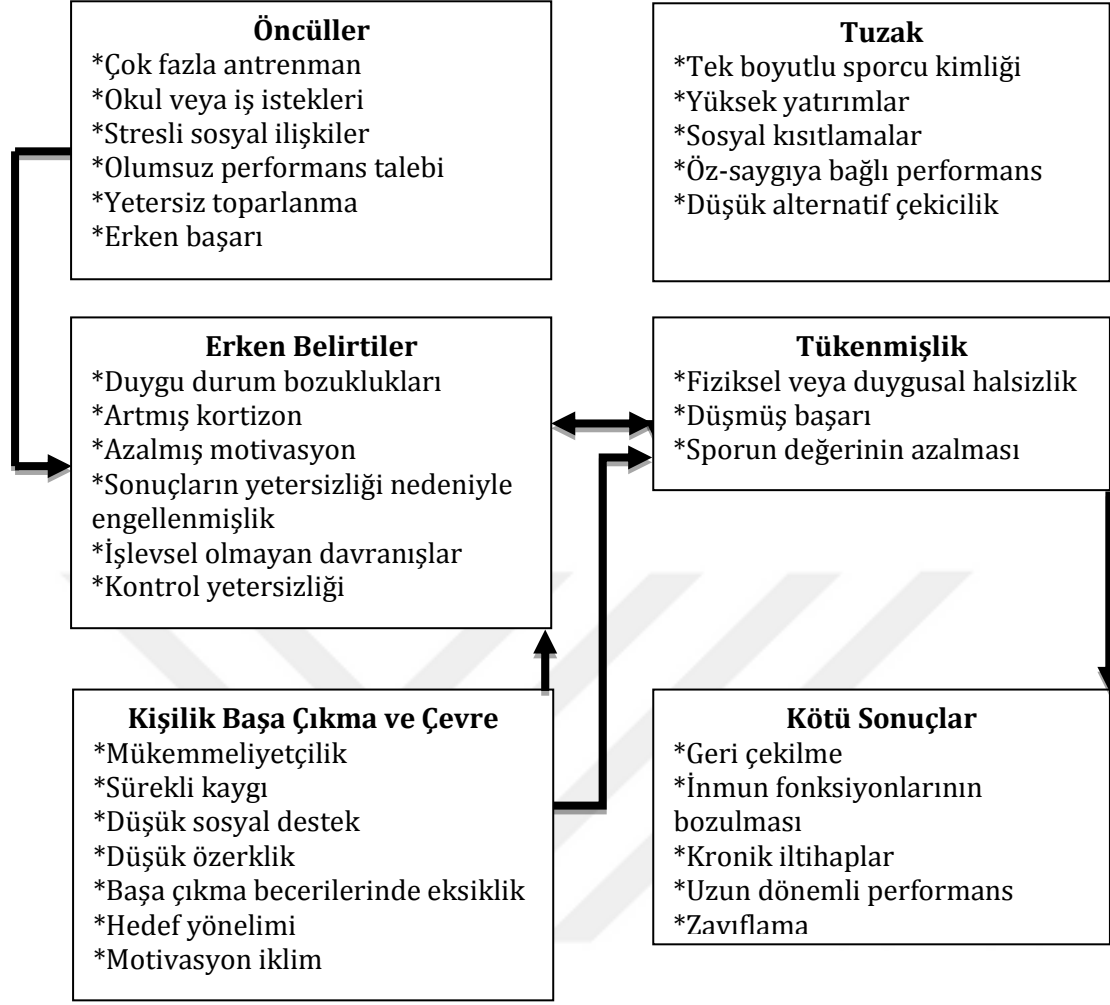 Öncüller
*Çok fazla antrenman
*Okul veya iş istekleri
*Stresli sosyal ilişkiler
*Olumsuz performans talebi
*Yetersiz toparlanma
*Erken başarı
Tuzak
*Tek boyutlu sporcu kimliği
*Yüksek yatırımlar
*Sosyal kısıtlamalar
*Öz-saygıya bağlı performans
*Düşük alternatif çekicilik
Erken Belirtiler
*Duygu durum bozuklukları
*Artmış kortizon
*Azalmış motivasyon
*Sonuçların yetersizliği nedeniyle
engellenmişlik
*İşlevsel olmayan davranışlar
*Kontrol yetersizliği
Tükenmişlik
*Fiziksel veya duygusal halsizlik
*Düşmüş başarı
*Sporun değerinin azalması
Kişilik Başa Çıkma ve Çevre
*Mükemmeliyetçilik
*Sürekli kaygı
*Düşük sosyal destek
*Düşük özerklik
*Başa çıkma becerilerinde eksiklik
*Hedef yönelimi
*Motivasyon iklim
Kötü Sonuçlar
*Geri çekilme
*İnmun fonksiyonlarının
bozulması
*Kronik iltihaplar
*Uzun dönemli performans
*Zayıflama